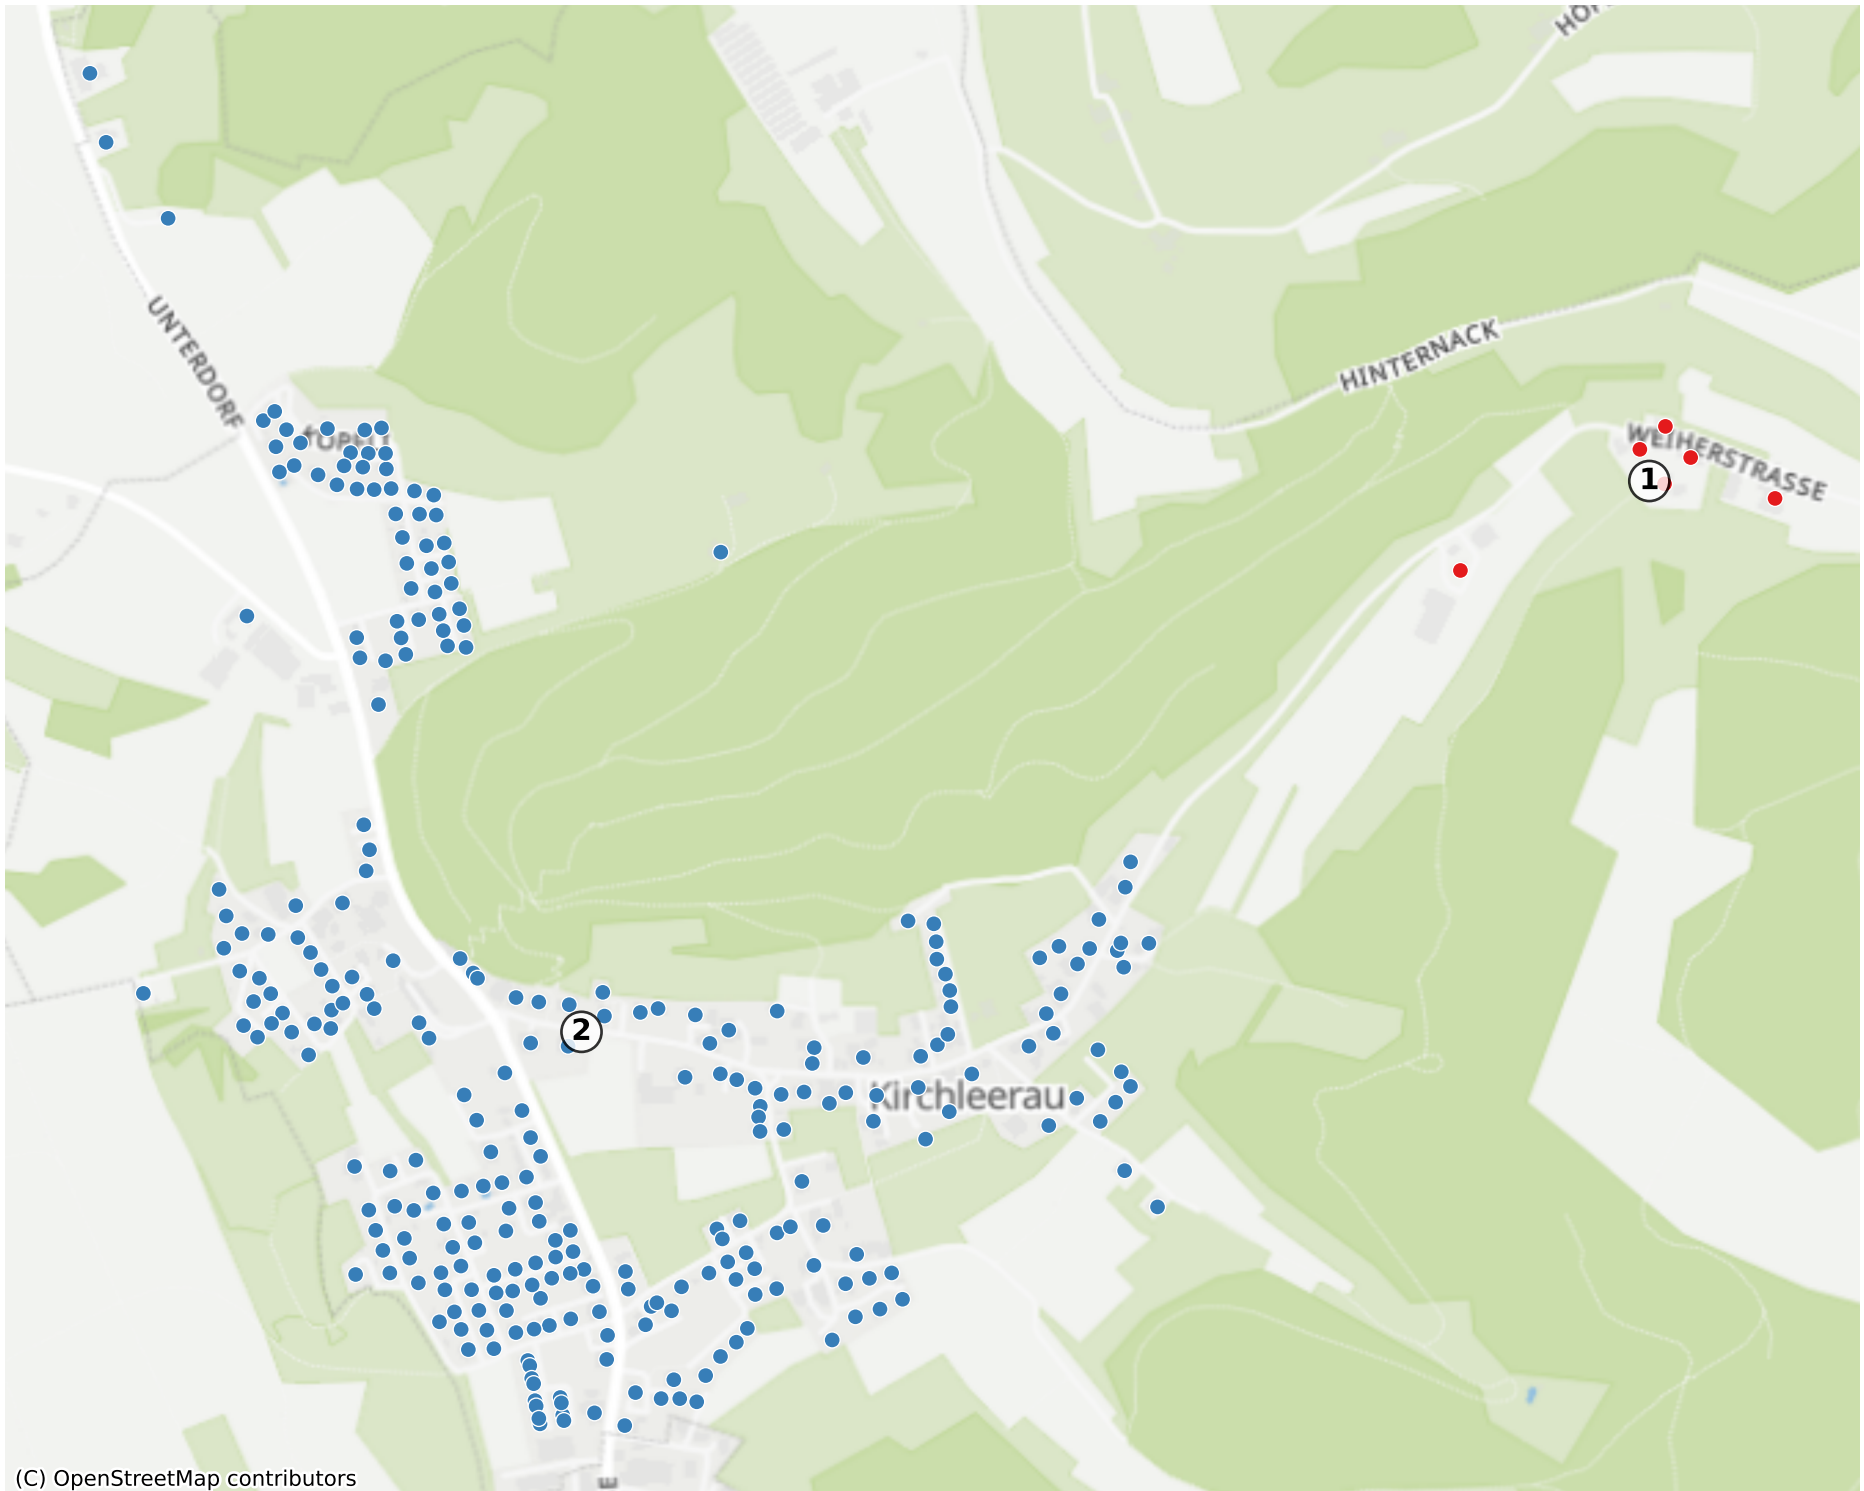 UNTERDORF
HINTERNACK
WEIHERSTRASSE
1
2
Kirchleerau
(C) OpenStreetMap contributors